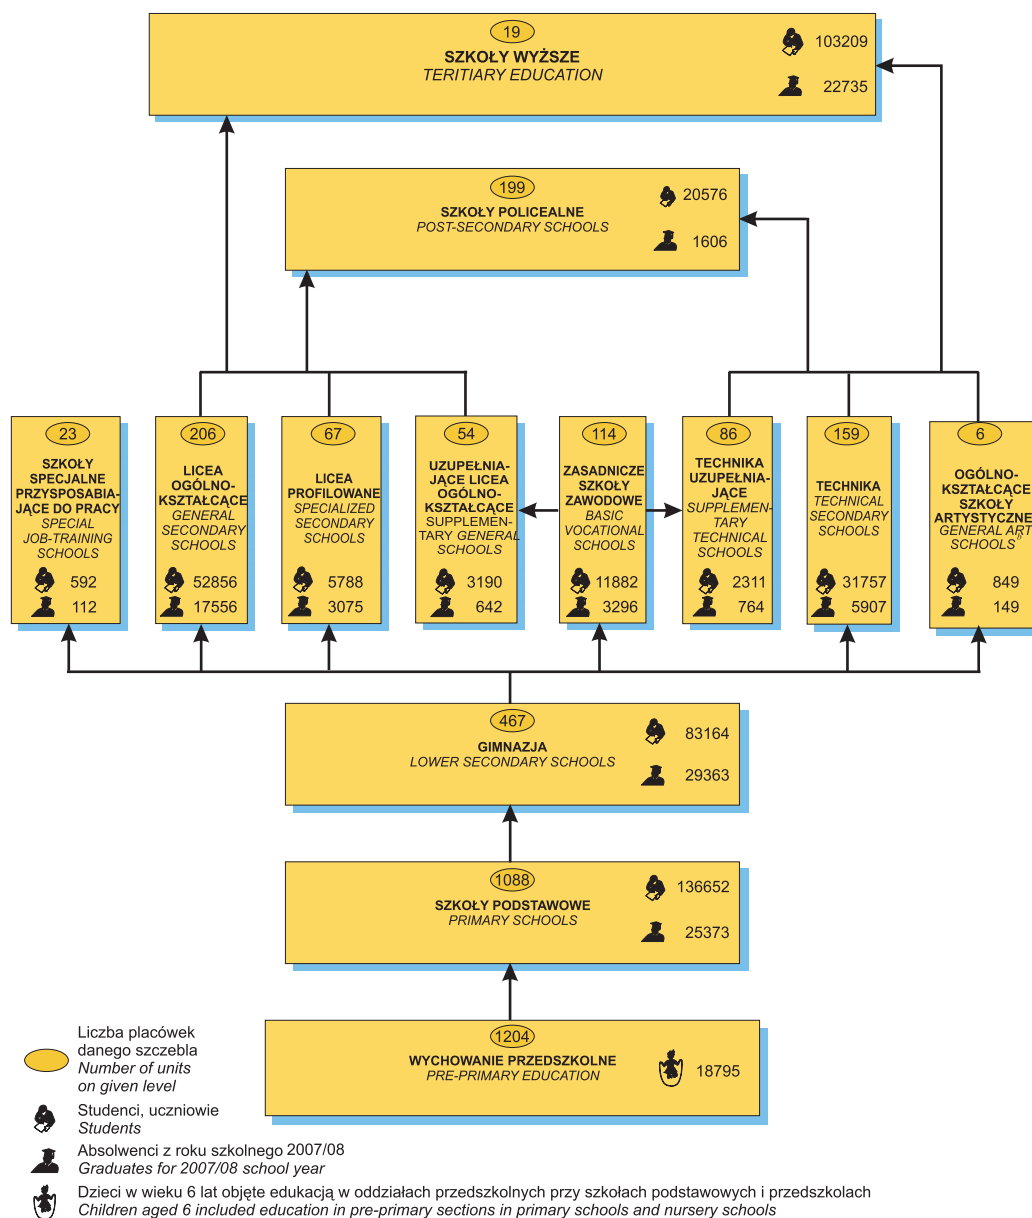 19
SZKOŁY WYŻSZE
TERITIARY EDUCATION
103209
22735
199
SZKOŁY POLICEALNE
POST-SECONDARY SCHOOLS
20576
1606
23
SZKOŁY
SPECJALNE
PRZYSPOSABIA-
JĄCE DO PRACY
SPECIAL
JOB-TRAINING
SCHOOLS
592
112
206
LICEA
OGÓLNO-
KSZTAŁCĄCE
GENERAL
SECONDARY
SCHOOLS
52856
17556
67
LICEA
PROFILOWANE
SPECIALIZED
SECONDARY
SCHOOLS
5788
3075
54
UZUPEŁNIA-
JĄCE LICEA
OGÓLNO-
KSZTAŁCĄCE
SUPPLEMEN-
TARY GENERAL
SCHOOLS
3190
642
114
ZASADNICZE
SZKOŁY
ZAWODOWE
BASIC
VOCATIONAL
SCHOOLS
11882
3296
86
TECHNIKA
UZUPEŁNIA-
JĄCE
SUPPLEMEN-
TARY
TECHNICAL
SCHOOLS
2311
764
159
TECHNIKA
TECHNICAL
SECONDARY
SCHOOLS
31757
5907
6
OGÓLNO-
KSZTAŁCĄCE
SZKOŁY
ARTYSTYCZNE
GENERAL ART
SCHOOLS
849
149
467
GIMNAZJA
LOWER SECONDARY SCHOOLS
83164
29363
1088
SZKOŁY PODSTAWOWE
PRIMARY SCHOOLS
136652
25373
1204
WYCHOWANIE PRZEDSZKOLNE
PRE-PRIMARY EDUCATION
18795
Liczba placówek
danego szczebla
Number of units
on given level
Studenci, uczniowie
Students
Absolwenci z roku szkolnego 2007/08
Graduates for 2007/08 school year
Dzieci w wieku 6 lat objęte edukacją w oddziałach przedszkolnych przy szkołach podstawowych i przedszkolach
Children aged 6 included education in pre-primary sections in primary schools and nursery schools